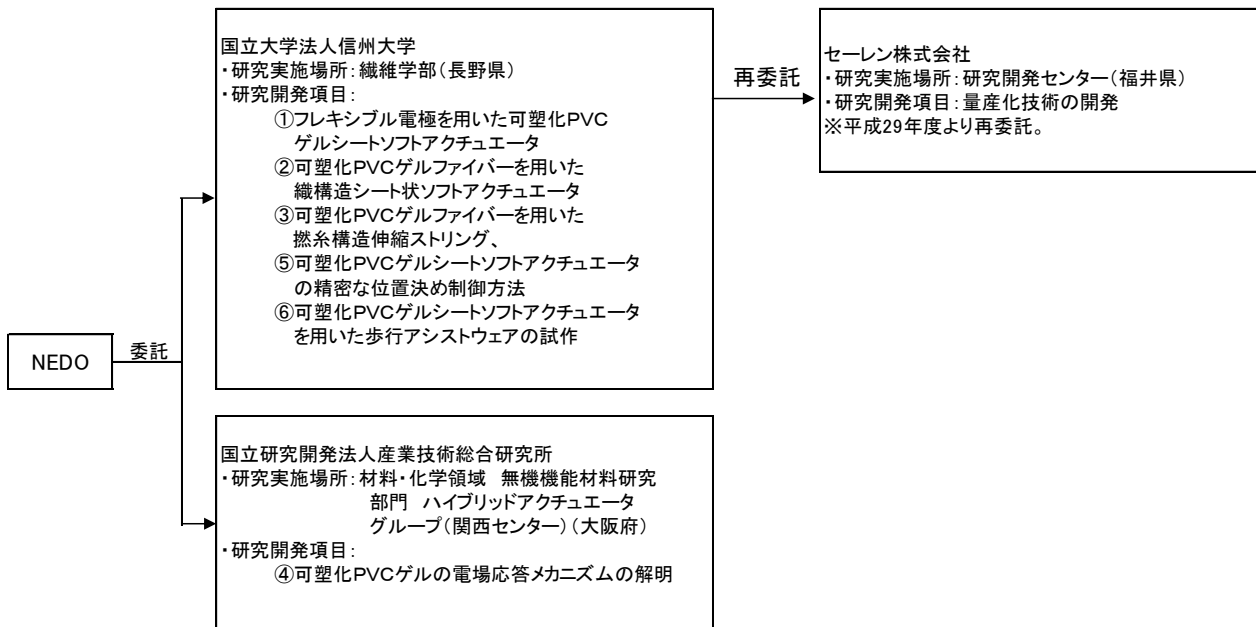 NEDO
委託
国立大学法人信州大学
・研究実施場所：繊維学部（長野県）
・研究開発項目：
①フレキシブル電極を用いた可塑化PVC
ゲルシートソフトアクチュエータ
②可塑化PVCゲルファイバーを用いた
織構造シート状ソフトアクチュエータ
③可塑化PVCゲルファイバーを用いた
撚糸構造伸縮ストリング、
⑤可塑化PVCゲルシートソフトアクチュエータ
の精密な位置決め制御方法
⑥可塑化PVCゲルシートソフトアクチュエータ
を用いた歩行アシストウェアの試作
再委託
セーレン株式会社
・研究実施場所：研究開発センター（福井県）
・研究開発項目：量産化技術の開発
※平成29年度より再委託。
国立研究開発法人産業技術総合研究所
・研究実施場所：材料・化学領域　無機機能材料研究
部門　ハイブリッドアクチュエータ
グループ（関西センター）（大阪府）
・研究開発項目：
④可塑化PVCゲルの電場応答メカニズムの解明